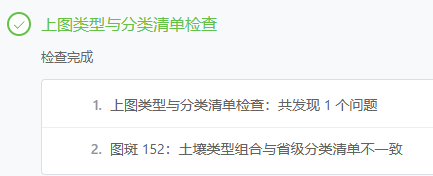 上图类型与分类清单检查
检查完成
1. 上图类型与分类清单检查：共发现 1 个问题
2. 图斑 152：土壤类型组合与省级分类清单不一致